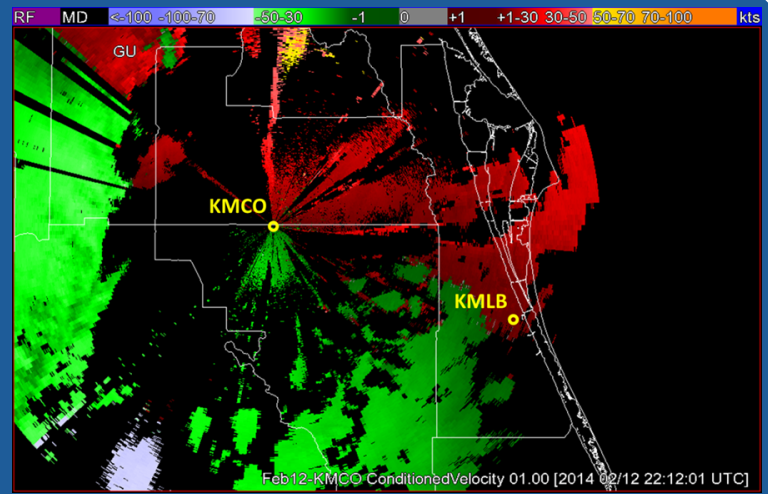 RF MD <-100 -100-70 -50-30 -1 0 +1 +1-30 30-50 50-70 70-100 kts
GU
KMCO
KMLB
Feb12-KMCO ConditionedVelocity 01.00 [2014 02/12 22:12:01 UTC]